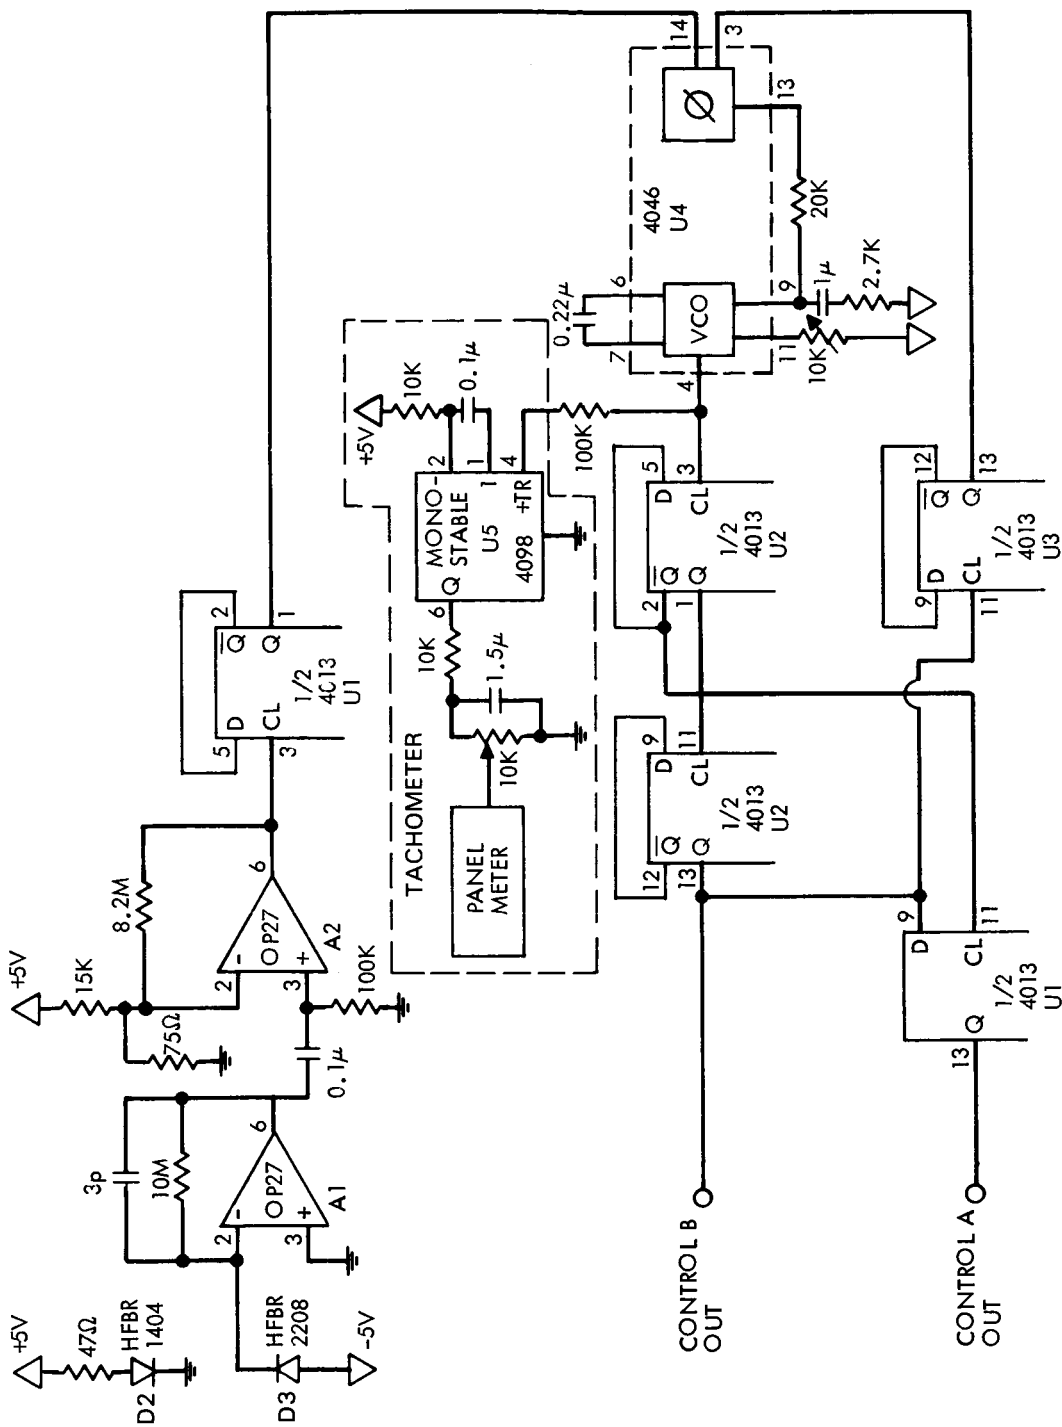 +5V
47Ω
HFBR
1404
D2
D3
HFBR
2208
-5V
3p
10M
2
-
OP27
+
3
6
A1
0.1μ
+5V
15K
75Ω
8.2M
2
-
OP27
+
3
6
A2
100K
5
D
CL
3
1/2
4013
U1
Q̅
2
Q
1
TACHOMETER
PANEL
METER
10K
1.5μ
10K
6
Q
MONO-
STABLE
U5
4098
+TR
2
1
1
4
+5V
10K
0.1μ
100K
0.22μ
7
6
4046
U4
VCO
4
11
9
10K
1μ
2.7K
20K
13
Ø
14
3
CONTROL B
OUT
12
13
Q̅
Q
1/2
4013
U2
D
9
CL
11
2
1
Q̅
Q
1/2
4013
U2
D
5
CL
3
CONTROL A
OUT
13
Q
1/2
4013
U1
D
9
CL
11
9
D
CL
11
1/2
4013
U3
Q̅
12
Q
13